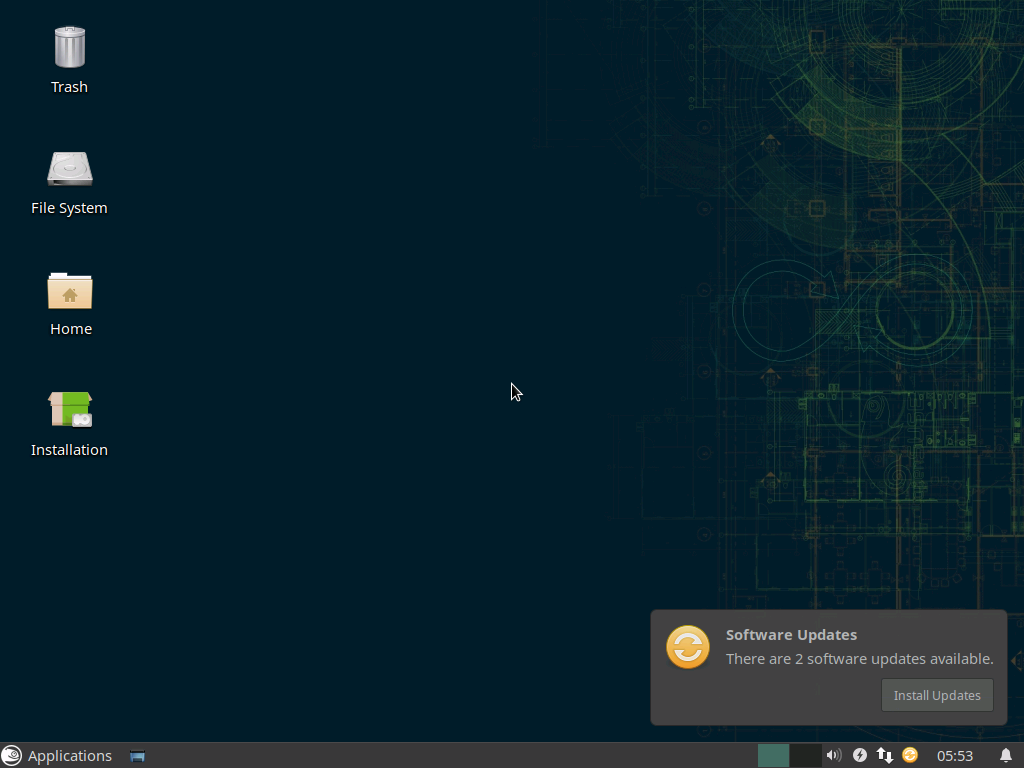 Trash
File System
Home
Installation
Software Updates
There are 2 software updates available.
Install Updates
Applications
05:53